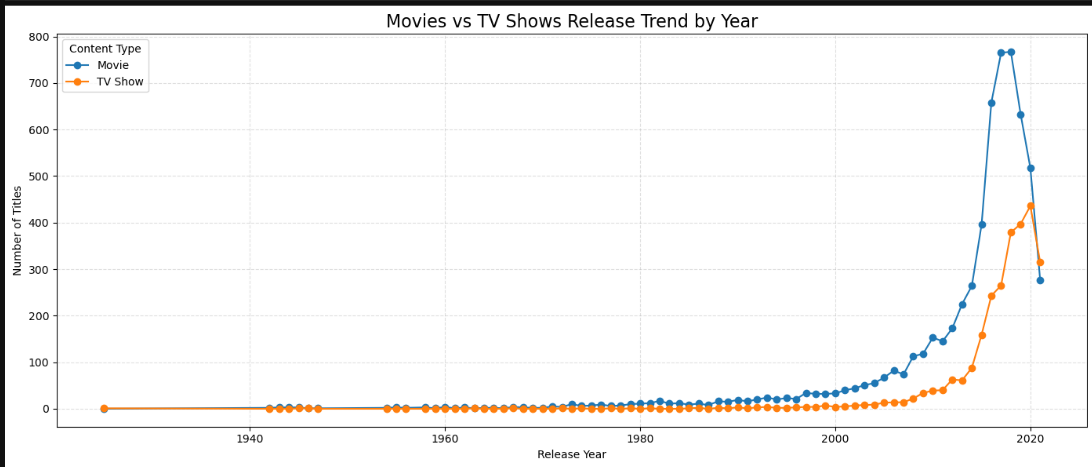 Movies vs TV Shows Release Trend by Year
Content Type
Movie
TV Show
800
700
600
500
400
300
200
100
0
Number of Titles
1940 1960 1980 2000 2020
Release Year